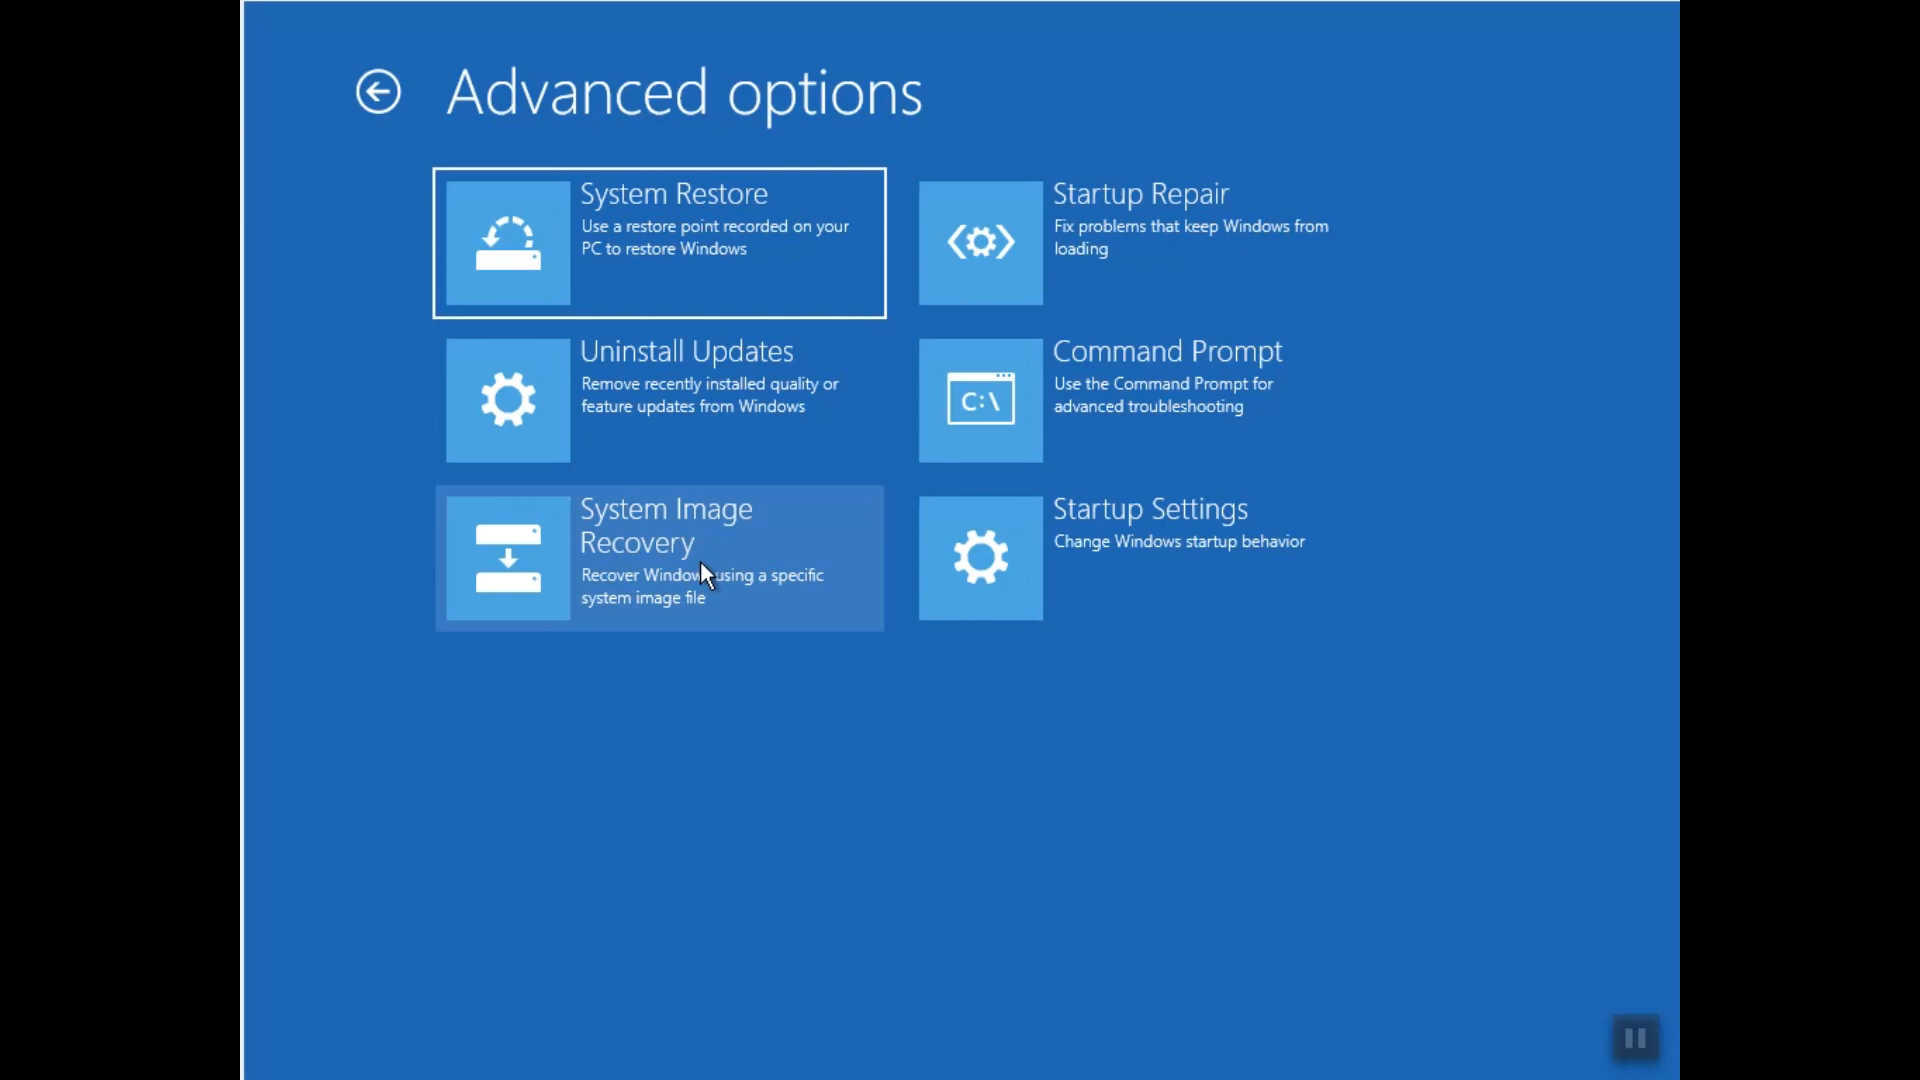 Advanced options
System Restore
Use a restore point recorded on your
PC to restore Windows
Startup Repair
Fix problems that keep Windows from
loading
Uninstall Updates
Remove recently installed quality or
feature updates from Windows
C:\
Command Prompt
Use the Command Prompt for
advanced troubleshooting
System Image
Recovery
Recover Windows using a specific
system image file
Startup Settings
Change Windows startup behavior